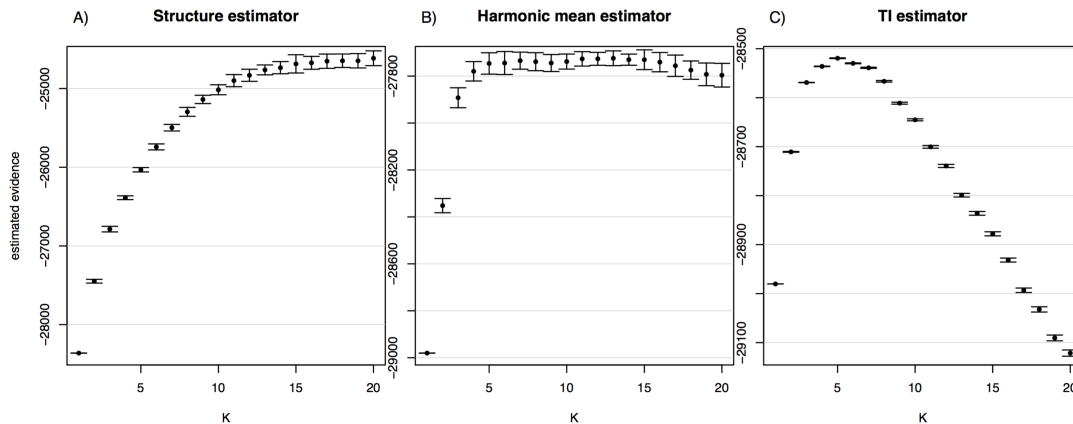 A) Structure estimator
B) Harmonic mean estimator
C) TI estimator
estimated evidence
-25000
-26000
-27000
-28000
5 10 15 20
K
-27800
-28200
-28600
-29000
5 10 15 20
K
-28500
-28700
-28900
-29100
5 10 15 20
K